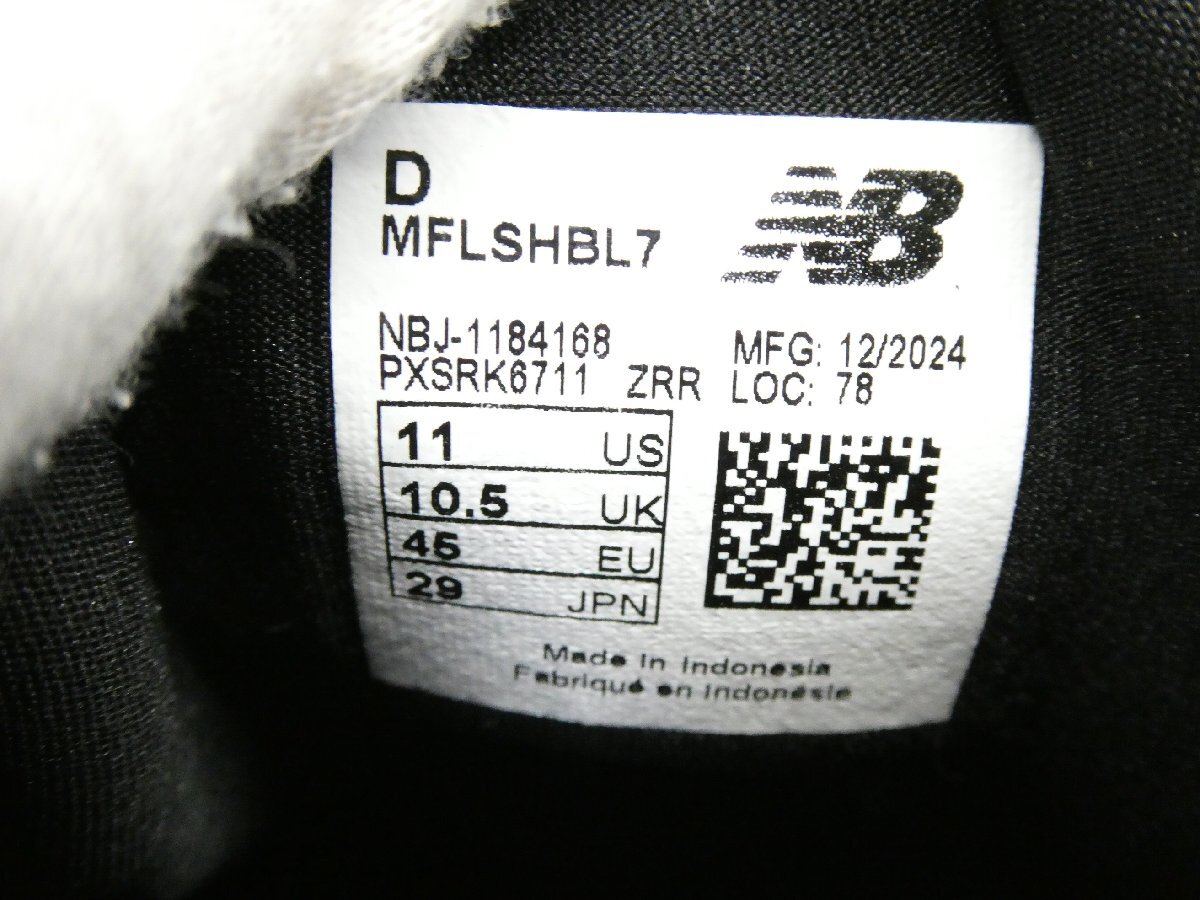 D
MFLSHBL7
NB
NBJ-1184168
PXSRK6711 ZRR
MFG: 12/2024
LOC: 78
11 US
10.5 UK
45 EU
29 JPN
Made in Indonesia
Fabriqué en Indonésie